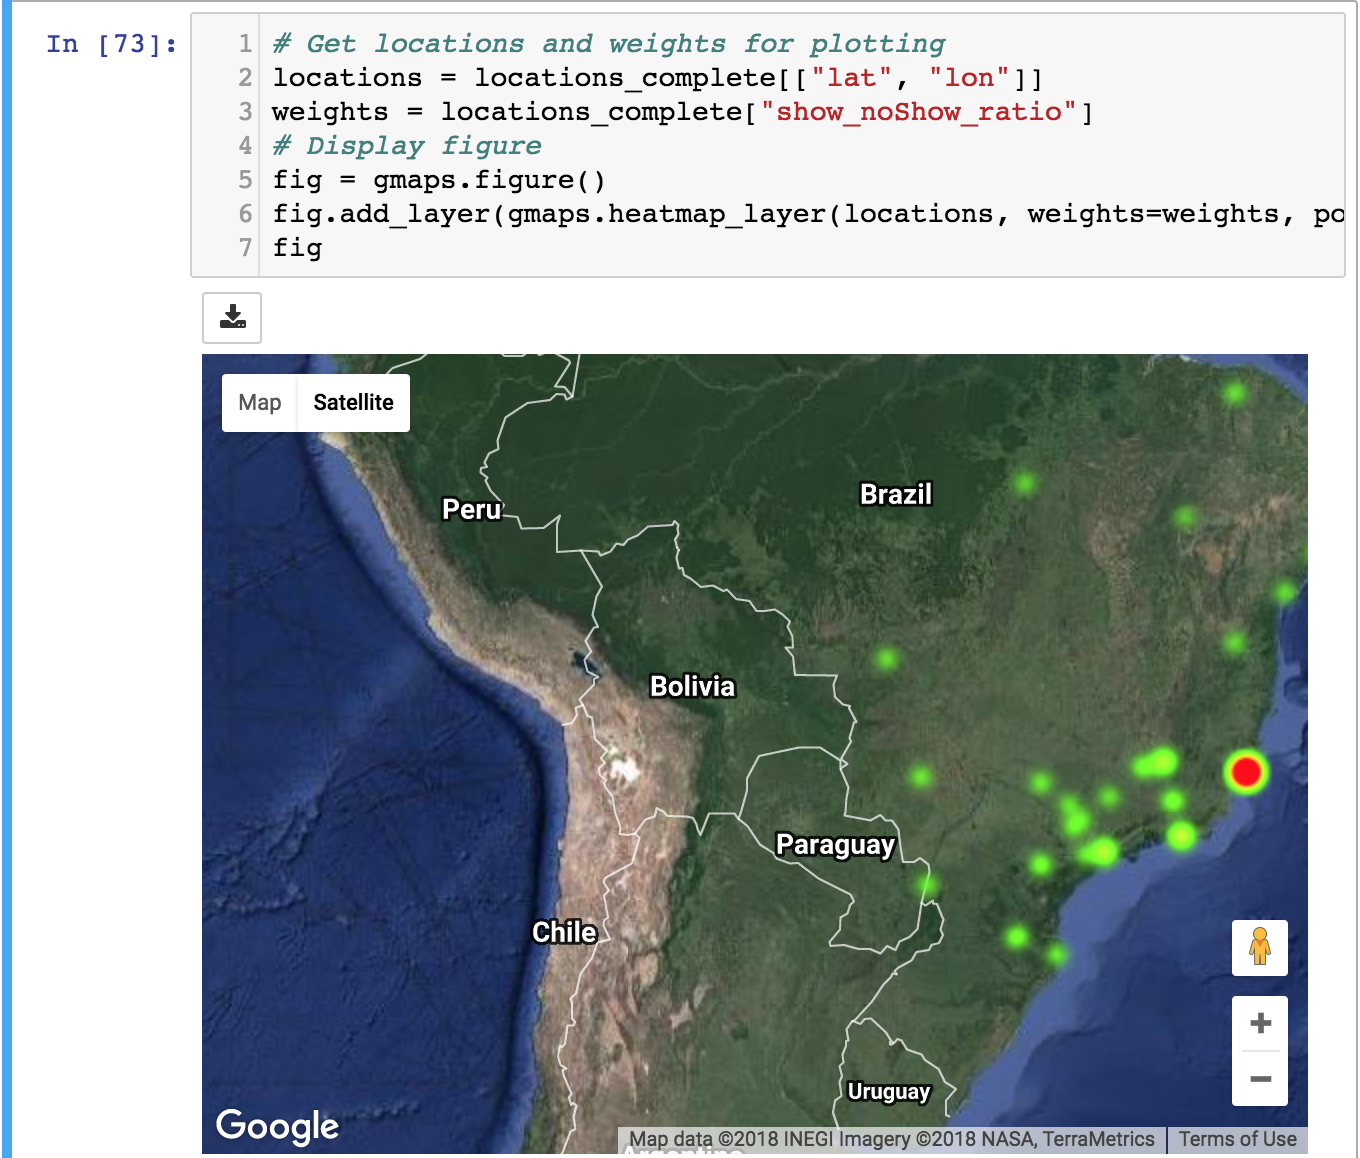 In [73]:
1 # Get locations and weights for plotting
2 locations = locations_complete[["lat", "lon"]]
3 weights = locations_complete["show_noShow_ratio"]
4 # Display figure
5 fig = gmaps.figure()
6 fig.add_layer(gmaps.heatmap_layer(locations, weights=weights, po
7 fig
Map Satellite
Brazil
Peru
Bolivia
Paraguay
Chile
Uruguay
Google
Map data ©2018 INEGI Imagery ©2018 NASA, TerraMetrics Terms of Use
Argentina